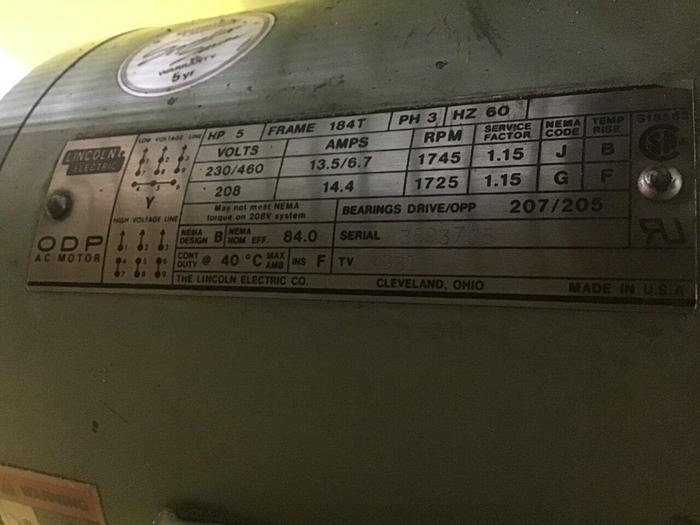 WARRANTY
5 yr
LINCOLN
ELECTRIC
ODP
AC MOTOR
LOW VOLTAGE LINE
Y
HIGH VOLTAGE LINE
HP 5 FRAME 184T PH 3 HZ 60
VOLTS AMPS RPM SERVICE FACTOR NEMA CODE TEMP RISE
230/460 13.5/6.7 1745 1.15 J B
208 14.4 1725 1.15 G F
May not meet NEMA
torque on 208V system
BEARINGS DRIVE/OPP 207/205
NEMA DESIGN B NEMA NOM. EFF. 84.0 SERIAL
CONT DUTY @ 40 °C MAX AMB INS F TV
THE LINCOLN ELECTRIC CO. CLEVELAND, OHIO MADE IN U.S.A
WARNING